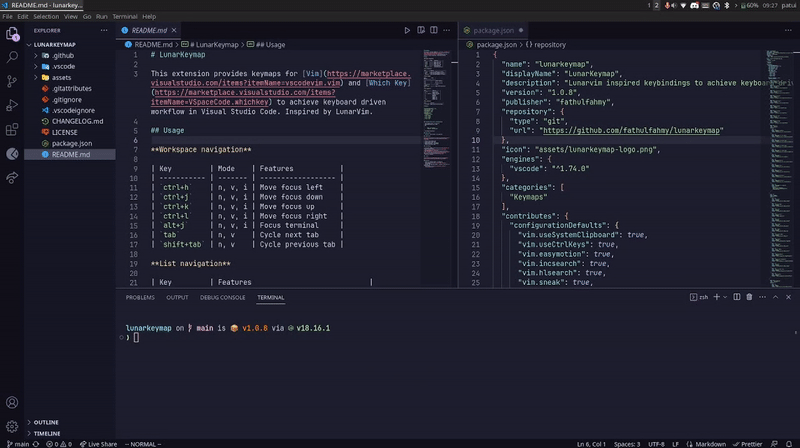 README.md - lunarkey
1 2 60% 09:27 patui
File Edit Selection View Go Run Terminal Help
EXPLORER
LUNARKEYMAP
.github
.vscode
assets
.gitattributes
.gitignore
.vscodeignore
CHANGELOG.md
LICENSE
package.json
README.md
OUTLINE
TIMELINE
README.md
README.md > # LunarKeymap > ## Usage
1 # LunarKeymap
2
3 This extension provides keymaps for [Vim](https://marketplace.
visualstudio.com/items?itemName=vscodevim.vim) and [Which Key]
(https://marketplace.visualstudio.com/items?
itemName=VSpaceCode.whichkey) to achieve keyboard driven
workflow in Visual Studio Code. Inspired by LunarVim.
4
5 ## Usage
6
7 **Workspace navigation**
8
9 | Key | Mode | Features |
10 | ----------- | ------- | ------------------ |
11 | `ctrl+h` | n, v, i | Move focus left |
12 | `ctrl+j` | n, v, i | Move focus down |
13 | `ctrl+k` | n, v, i | Move focus up |
14 | `ctrl+l` | n, v, i | Move focus right |
15 | `alt+j` | n, v, i | Focus terminal |
16 | `tab` | n, v | Cycle next tab |
17 | `shift+tab` | n, v | Cycle previous tab |
18
19 **List navigation**
20
21 | Key | Features |
package.json
package.json > {} repository
1 {
2 "name": "lunarkeymap",
3 "displayName": "LunarKeymap",
4 "description": "Lunarvim inspired keybindings to achieve keyboard
5 "version": "1.0.8",
6 "publisher": "fathulfahmy",
7 "repository": {
8 "type": "git",
9 "url": "https://github.com/fathulfahmy/lunarkeymap"
10 },
11 "icon": "assets/lunarkeymap-logo.png",
12 "engines": {
13 "vscode": "^1.74.0"
14 },
15 "categories": [
16 "Keymaps"
17 ],
18 "contributes": {
19 "configurationDefaults": {
20 "vim.useSystemClipboard": true,
21 "vim.useCtrlKeys": true,
22 "vim.easymotion": true,
23 "vim.incsearch": true,
24 "vim.hlsearch": true,
25 "vim.sneak": true,
PROBLEMS OUTPUT DEBUG CONSOLE TERMINAL
zsh
lunarkeymap on main is v1.0.8 via v18.16.1
main 0 0 Live Share -- NORMAL -- Ln 6, Col 1 Spaces: 3 UTF-8 LF Markdown Prettier